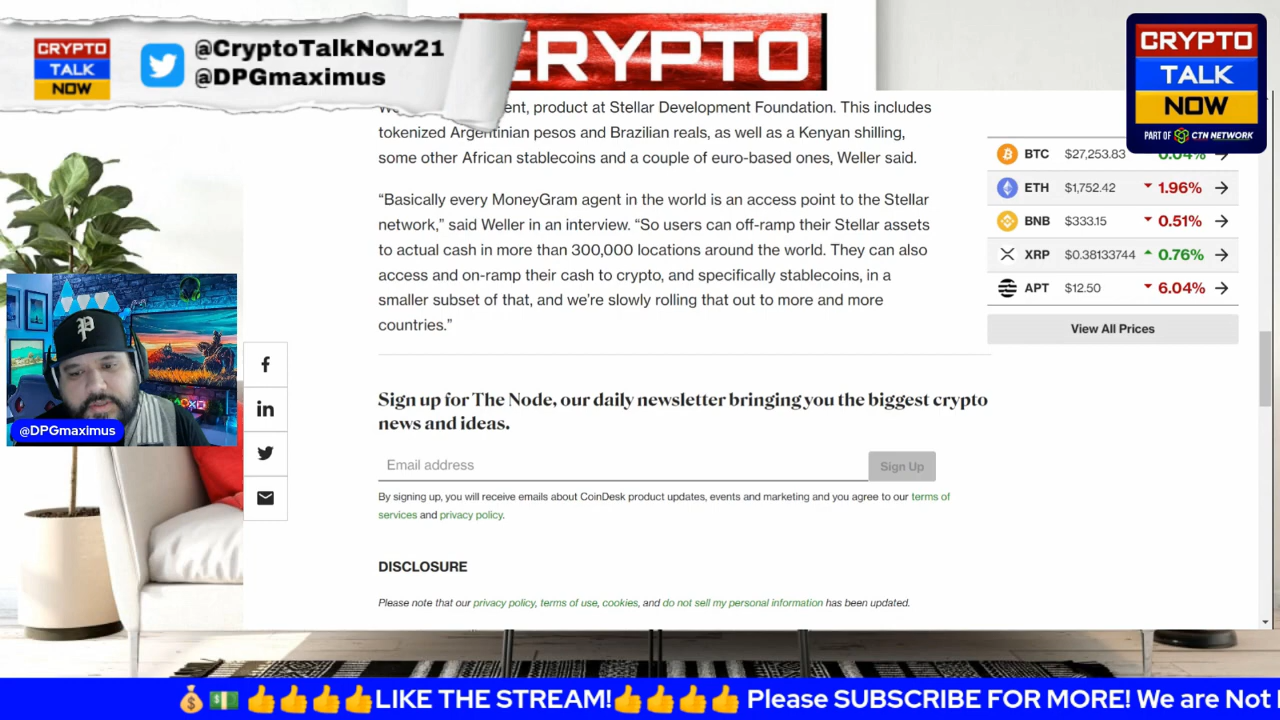 @CryptoTalkNow21
@DPGmaximus
CRYPTO
TALK
NOW
CRYPTO
CRYPTO
TALK
NOW
PART OF CTN NETWORK
product at Stellar Development Foundation. This includes
tokenized Argentinian pesos and Brazilian reals, as well as a Kenyan shilling,
some other African stablecoins and a couple of euro-based ones, Weller said.
“Basically every MoneyGram agent in the world is an access point to the Stellar
network,” said Weller in an interview. “So users can off-ramp their Stellar assets
to actual cash in more than 300,000 locations around the world. They can also
access and on-ramp their cash to crypto, and specifically stablecoins, in a
smaller subset of that, and we’re slowly rolling that out to more and more
countries.”
BTC $27,253.83 0.04%
ETH $1,752.42 1.96%
BNB $333.15 0.51%
XRP $0.38133744 0.76%
APT $12.50 6.04%
View All Prices
P
@DPGmaximus
Sign up for The Node, our daily newsletter bringing you the biggest crypto
news and ideas.
Email address
Sign Up
By signing up, you will receive emails about CoinDesk product updates, events and marketing and you agree to our terms of
services and privacy policy.
DISCLOSURE
Please note that our privacy policy, terms of use, cookies, and do not sell my personal information has been updated.
💰💵👍👍👍👍LIKE THE STREAM!👍👍👍👍 Please SUBSCRIBE FOR MORE! We are Not